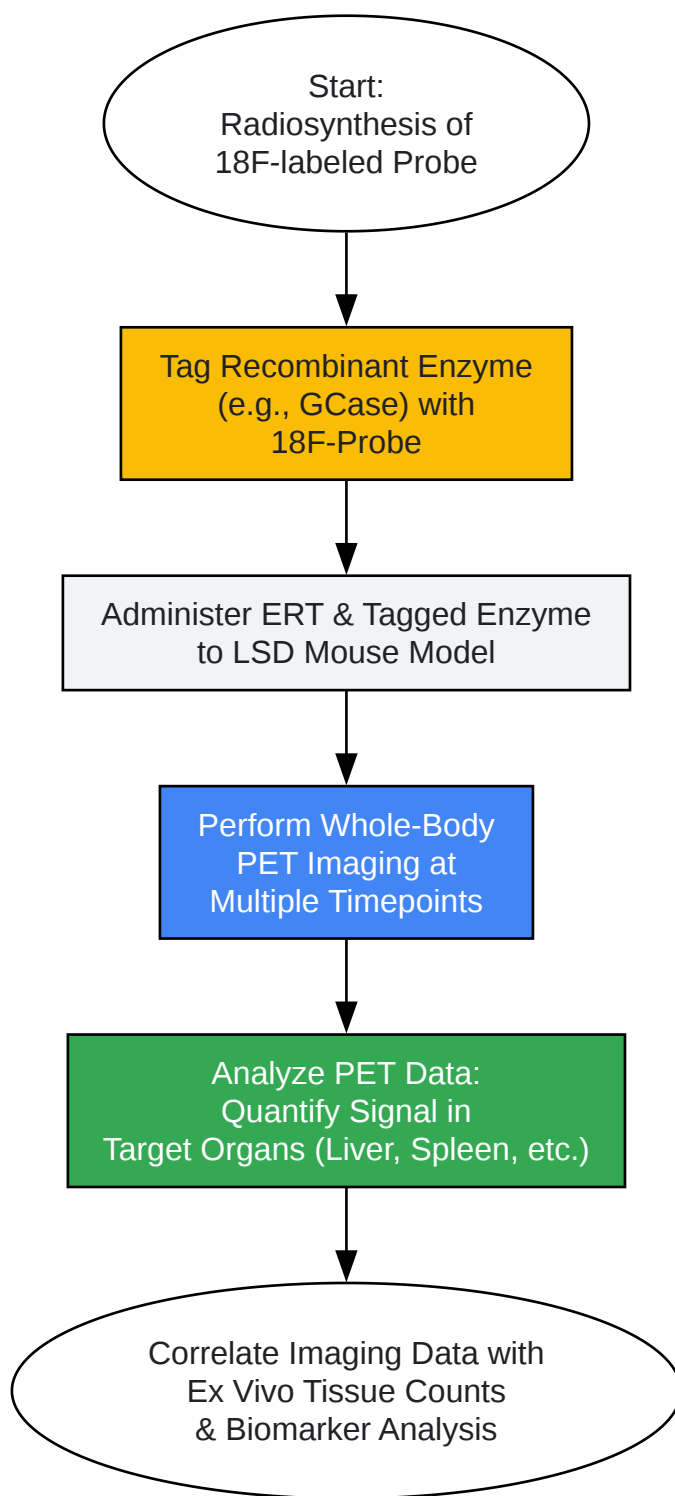 Start:
Radiosynthesis of
18F-labeled Probe
Tag Recombinant Enzyme
(e.g., GCase) with
18F-Probe
Administer ERT & Tagged Enzyme
to LSD Mouse Model
Perform Whole-Body
PET Imaging at
Multiple Timepoints
Analyze PET Data:
Quantify Signal in
Target Organs (Liver, Spleen, etc.)
Correlate Imaging Data with
Ex Vivo Tissue Counts
& Biomarker Analysis